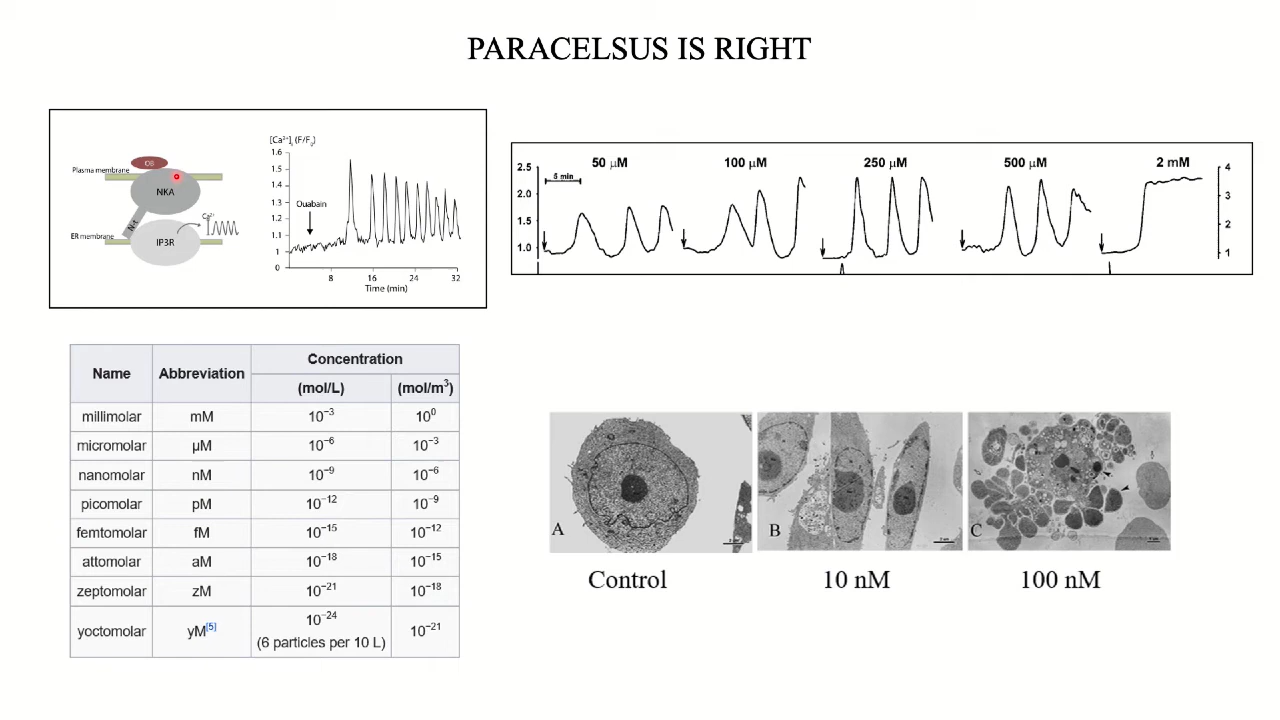 PARACELSUS IS RIGHT
OB
Plasma membrane
NKA
N-t
Ca²⁺
ER membrane
IP3R
[Ca²⁺]ᵢ (F/F₀)
1.6
1.5
1.4
1.3
1.2
1.1
1
0
Ouabain
8 16 24 32
Time (min)
50 µM 100 µM 250 µM 500 µM 2 mM
2.5
2.0
1.5
1.0
5 min
4
3
2
1
Name Abbreviation Concentration
(mol/L) (mol/m³)
millimolar mM 10⁻³ 10⁰
micromolar µM 10⁻⁶ 10⁻³
nanomolar nM 10⁻⁹ 10⁻⁶
picomolar pM 10⁻¹² 10⁻⁹
femtomolar fM 10⁻¹⁵ 10⁻¹²
attomolar aM 10⁻¹⁸ 10⁻¹⁵
zeptomolar zM 10⁻²¹ 10⁻¹⁸
yoctomolar yM[5] 10⁻²⁴ (6 particles per 10 L) 10⁻²¹
A B C
Control 10 nM 100 nM